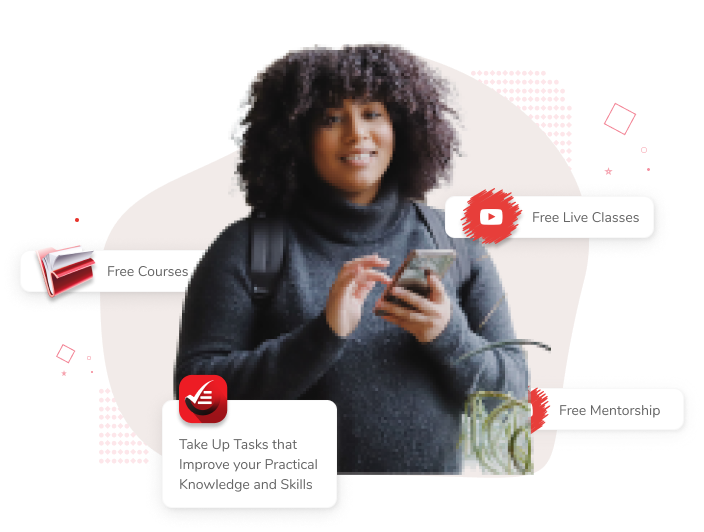 Free Live Classes
Free Courses
Free Mentorship
Take Up Tasks that
Improve your Practical
Knowledge and Skills